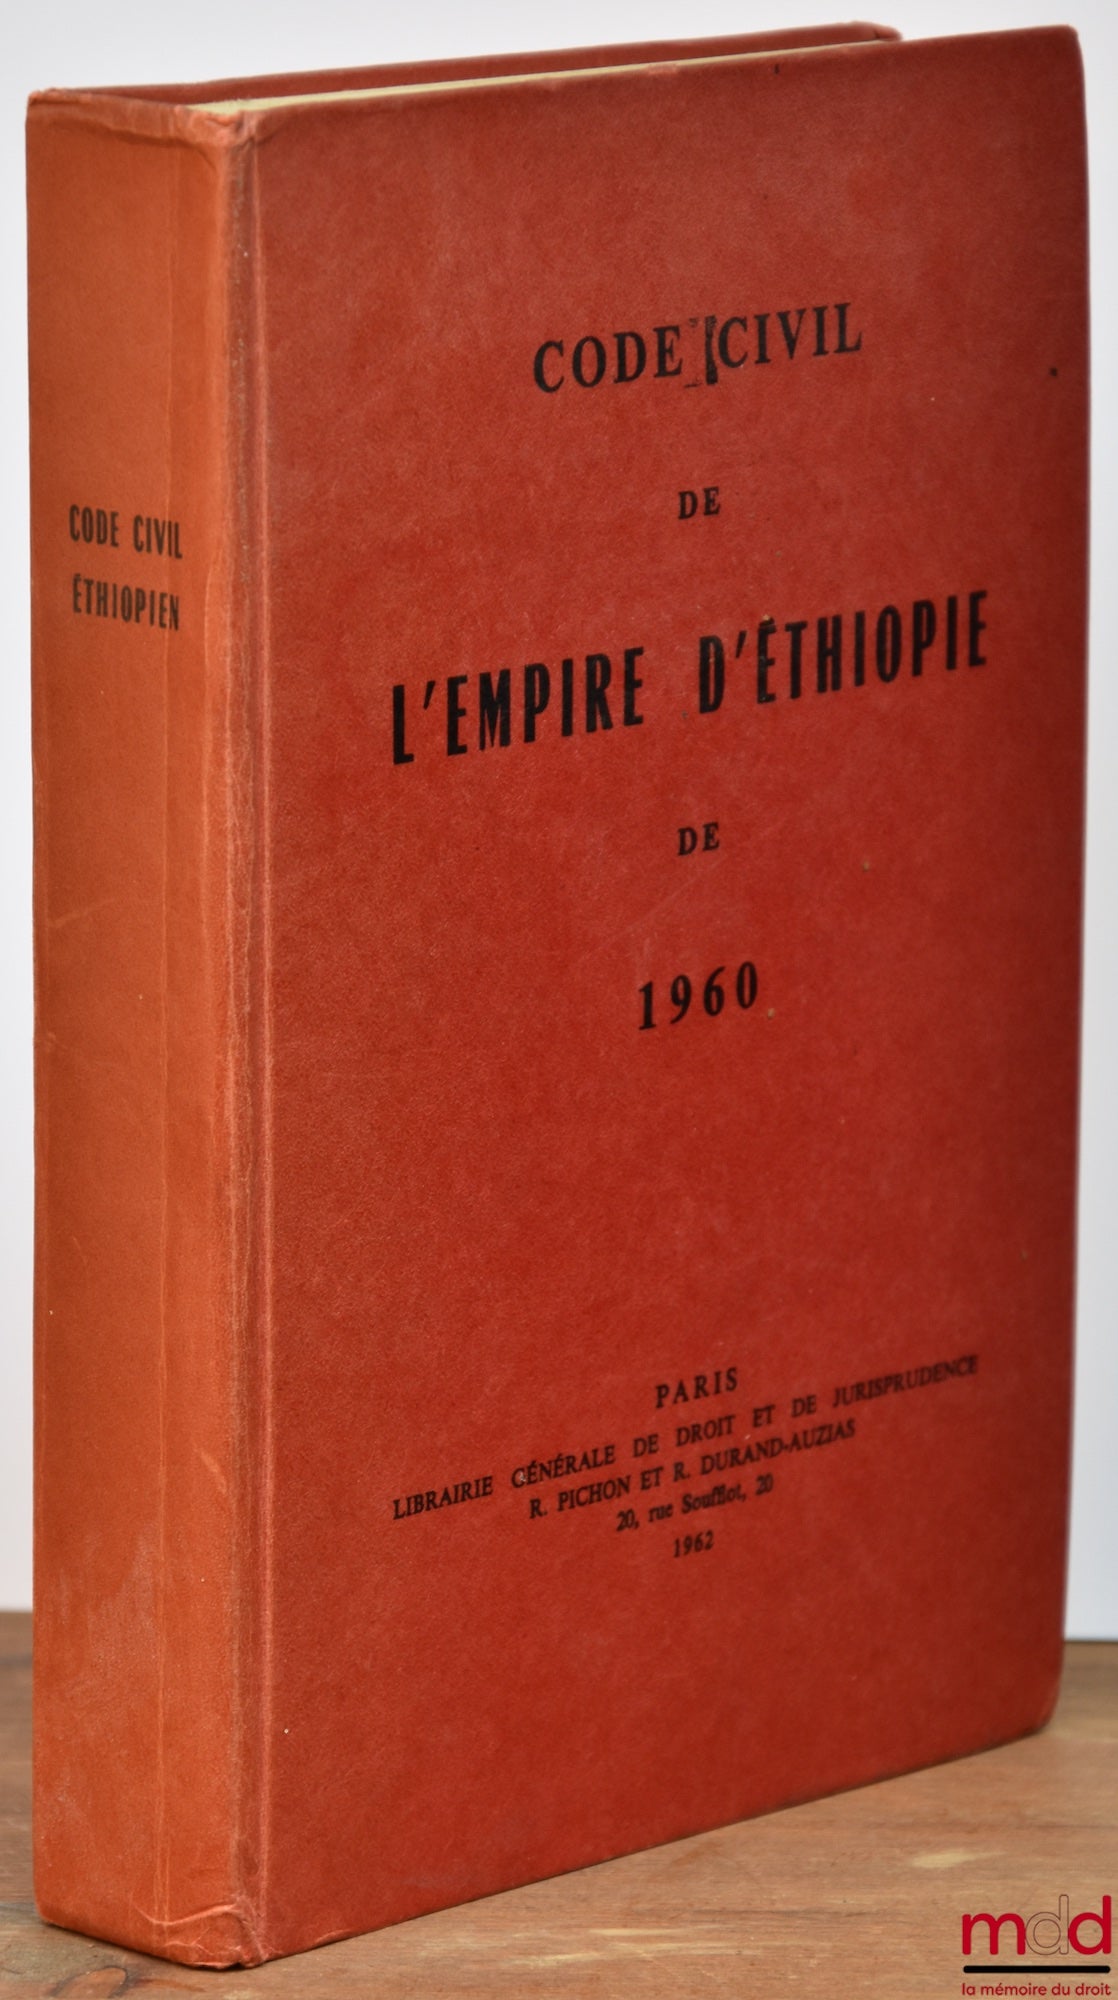 CODE CIVIL
ÉTHIOPIEN
CODE CIVIL
DE
L'EMPIRE D'ÉTHIOPIE
DE
1960
PARIS
LIBRAIRIE GÉNÉRALE DE DROIT ET DE JURISPRUDENCE
R. PICHON ET R. DURAND-AUZIAS
20, rue Soufflot, 20
1962
mdd
la mémoire du droit